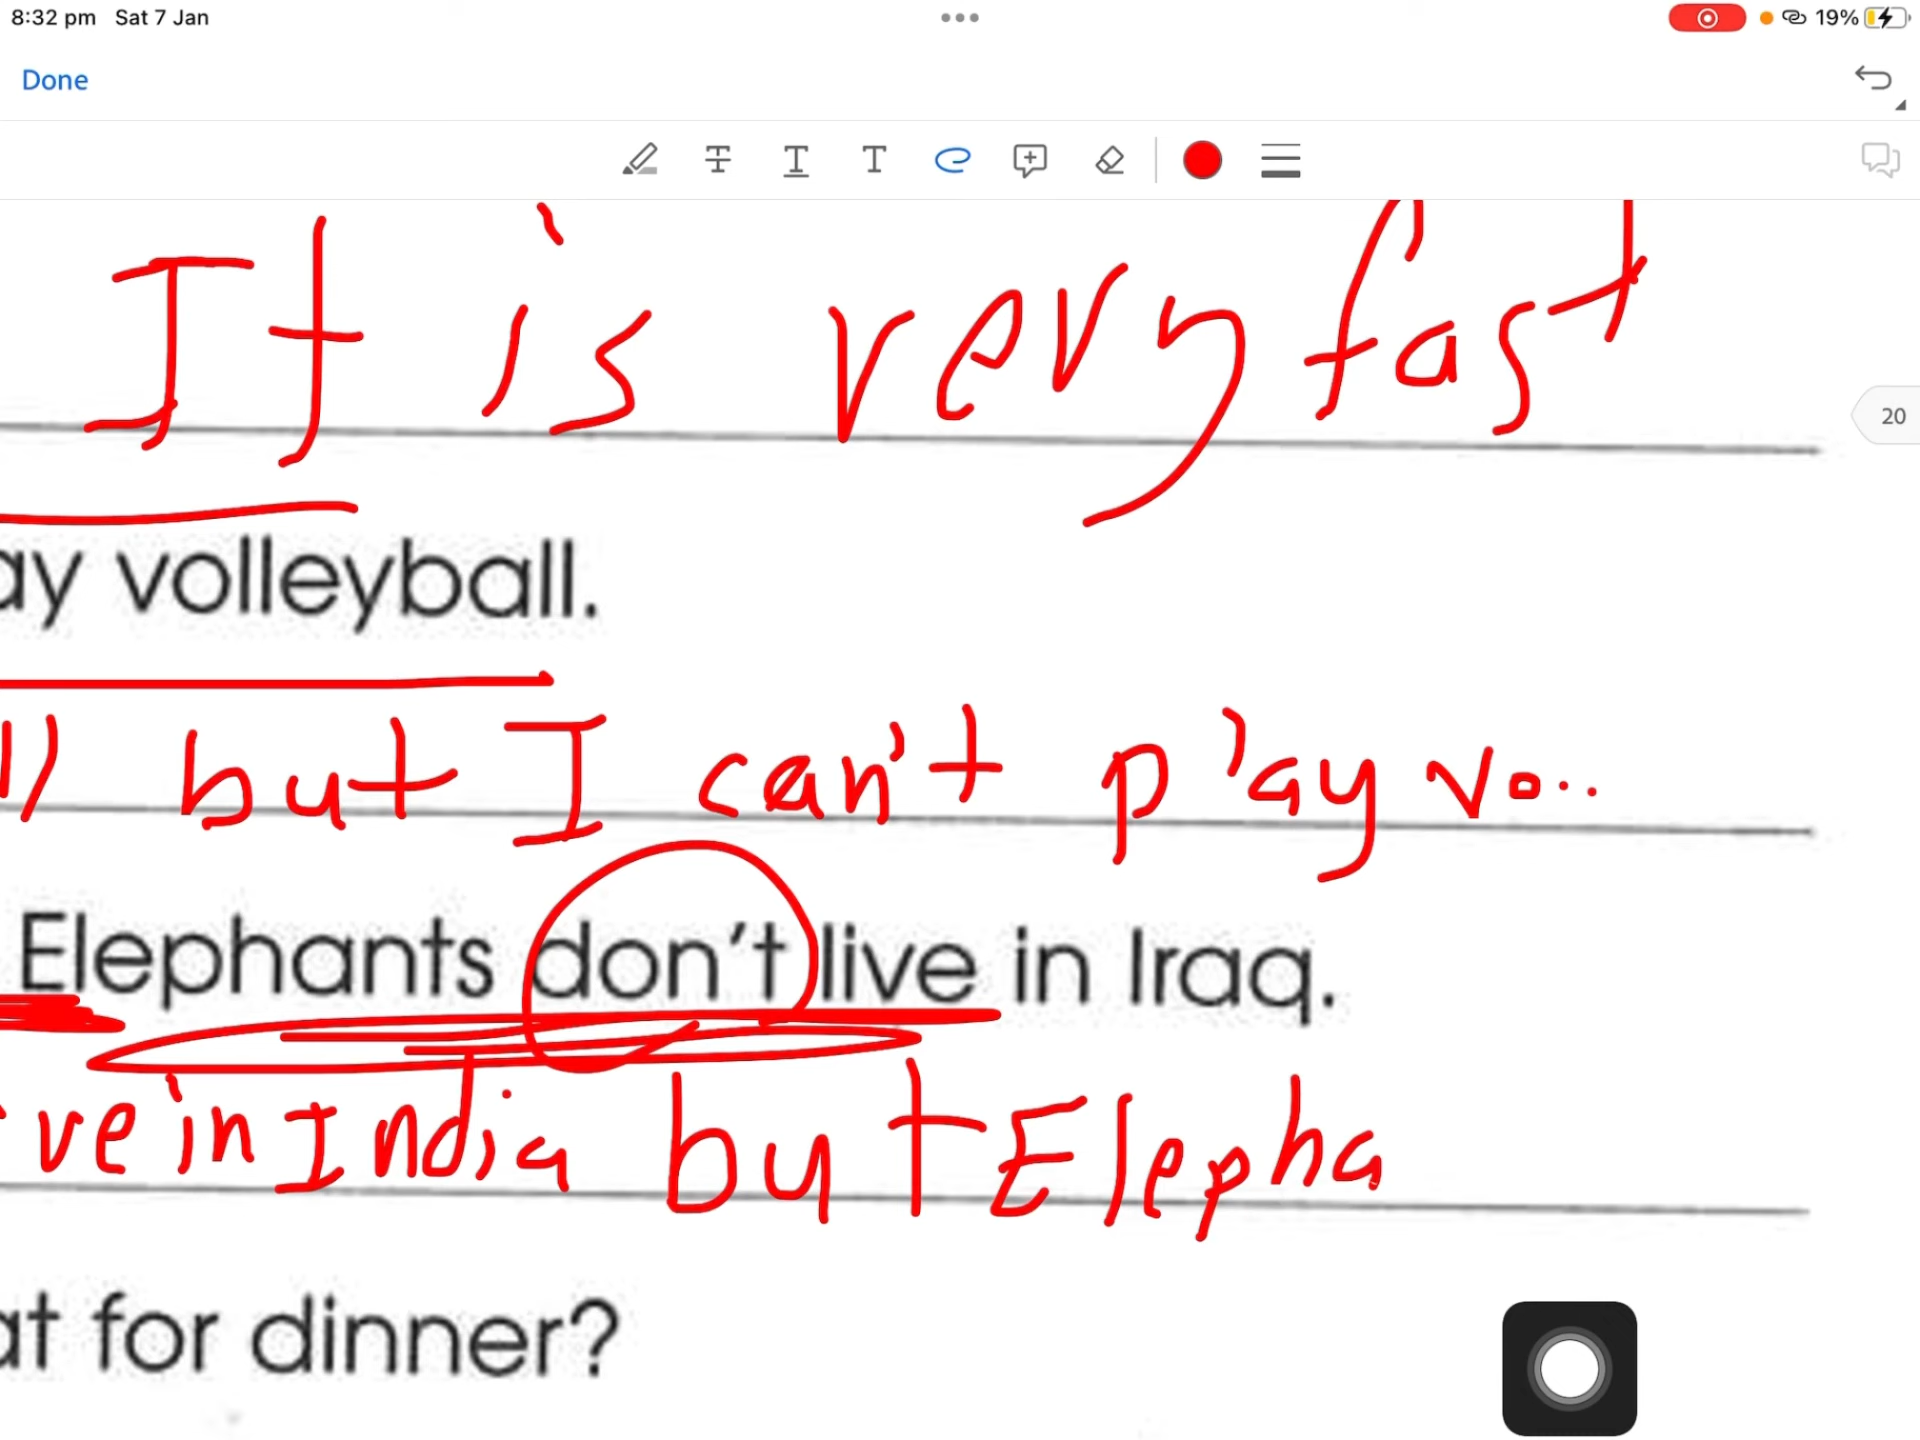 8:32 pm Sat 7 Jan 19%
Done
T T T
It is very fast
20
ay volleyball.
ll but I can't play vo..
Elephants don't live in Iraq.
ve in India but Elepha
at for dinner?